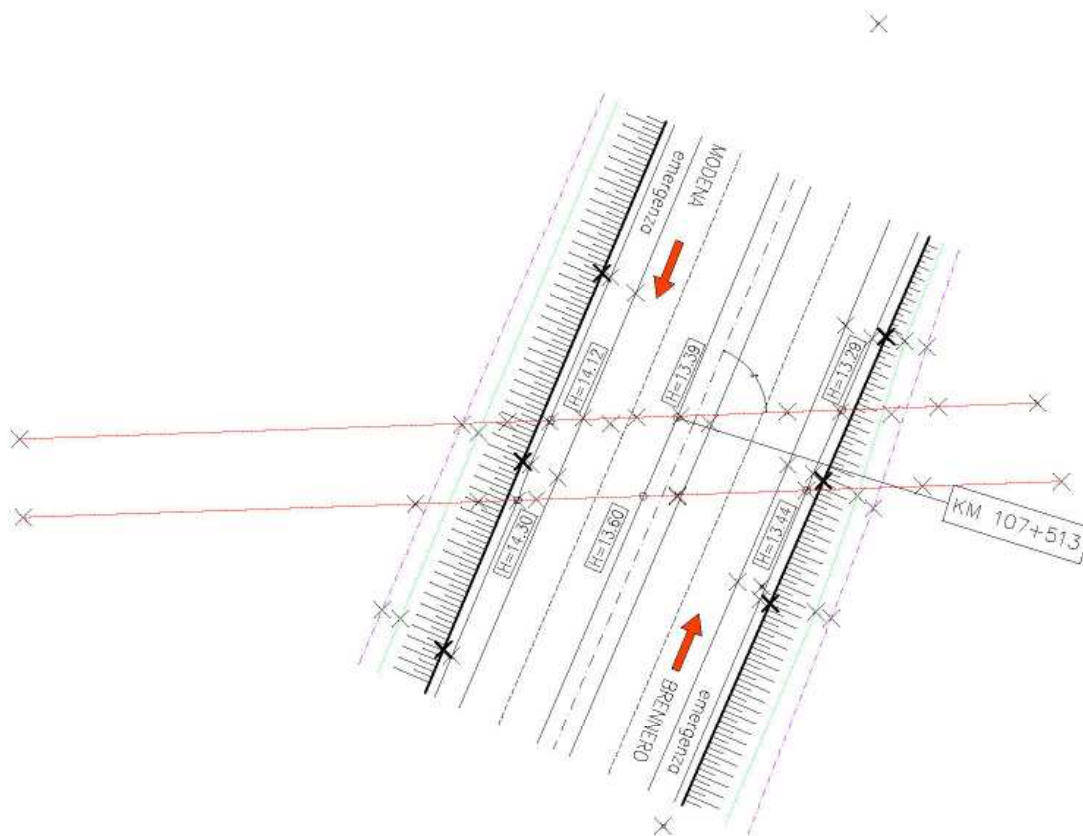 MODENA
emergenza
H=14.12
H=13.39
H=13.29
H=14.30
H=13.60
H=13.44
KM 107+513
BRENNERO
emergenza